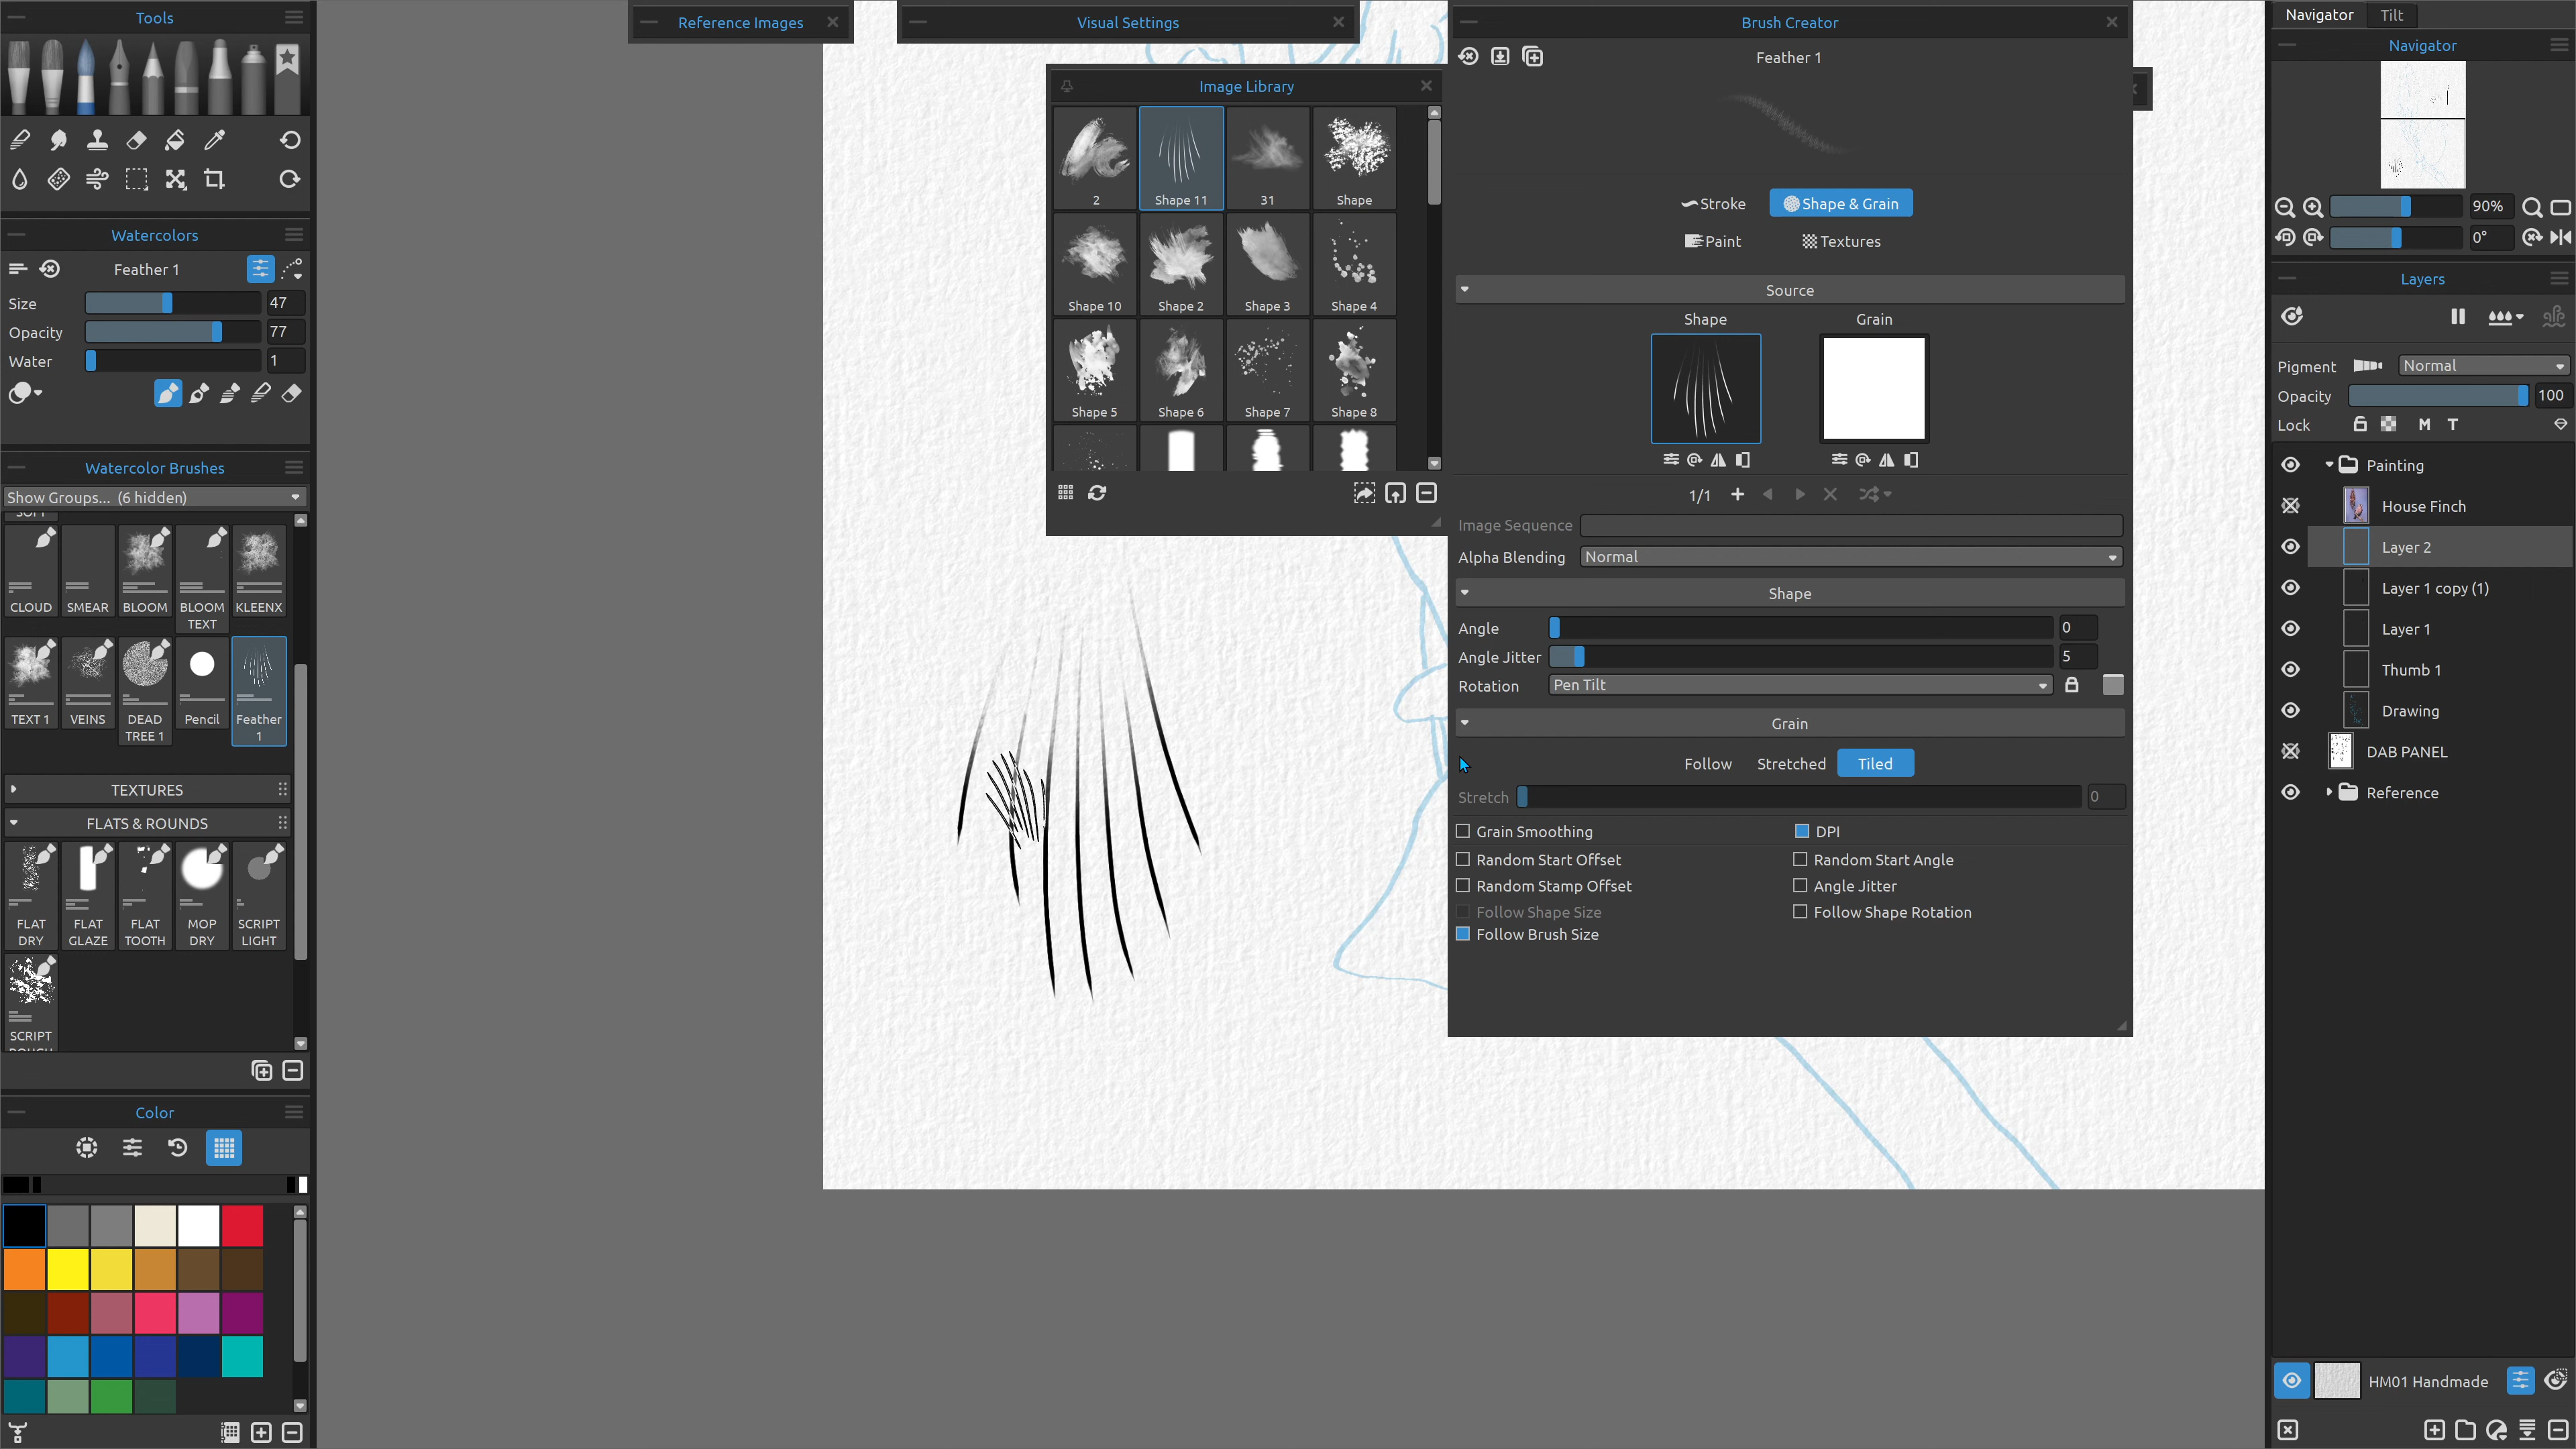 Tools
Watercolors
Feather 1
Size 47
Opacity 77
Water 1
Watercolor Brushes
Show Groups... (6 hidden)
CLOUD SMEAR BLOOM BLOOM TEXT KLEENX
TEXT 1 VEINS DEAD TREE 1 Pencil Feather 1
TEXTURES
FLATS & ROUNDS
FLAT DRY FLAT GLAZE FLAT TOOTH MOP DRY SCRIPT LIGHT
SCRIPT
Color
Reference Images
Visual Settings
Image Library
2 Shape 11 31 Shape
Shape 10 Shape 2 Shape 3 Shape 4
Shape 5 Shape 6 Shape 7 Shape 8
Brush Creator
Feather 1
Stroke Shape & Grain
Paint Textures
Source
Shape Grain
1/1
Image Sequence
Alpha Blending Normal
Shape
Angle 0
Angle Jitter 5
Rotation Pen Tilt
Grain
Follow Stretched Tiled
Stretch 0
Grain Smoothing DPI
Random Start Offset Random Start Angle
Random Stamp Offset Angle Jitter
Follow Shape Size Follow Shape Rotation
Follow Brush Size
Navigator Tilt
Navigator
90%
0°
Layers
Pigment Normal
Opacity 100
Lock M T
Painting
House Finch
Layer 2
Layer 1 copy (1)
Layer 1
Thumb 1
Drawing
DAB PANEL
Reference
HM01 Handmade